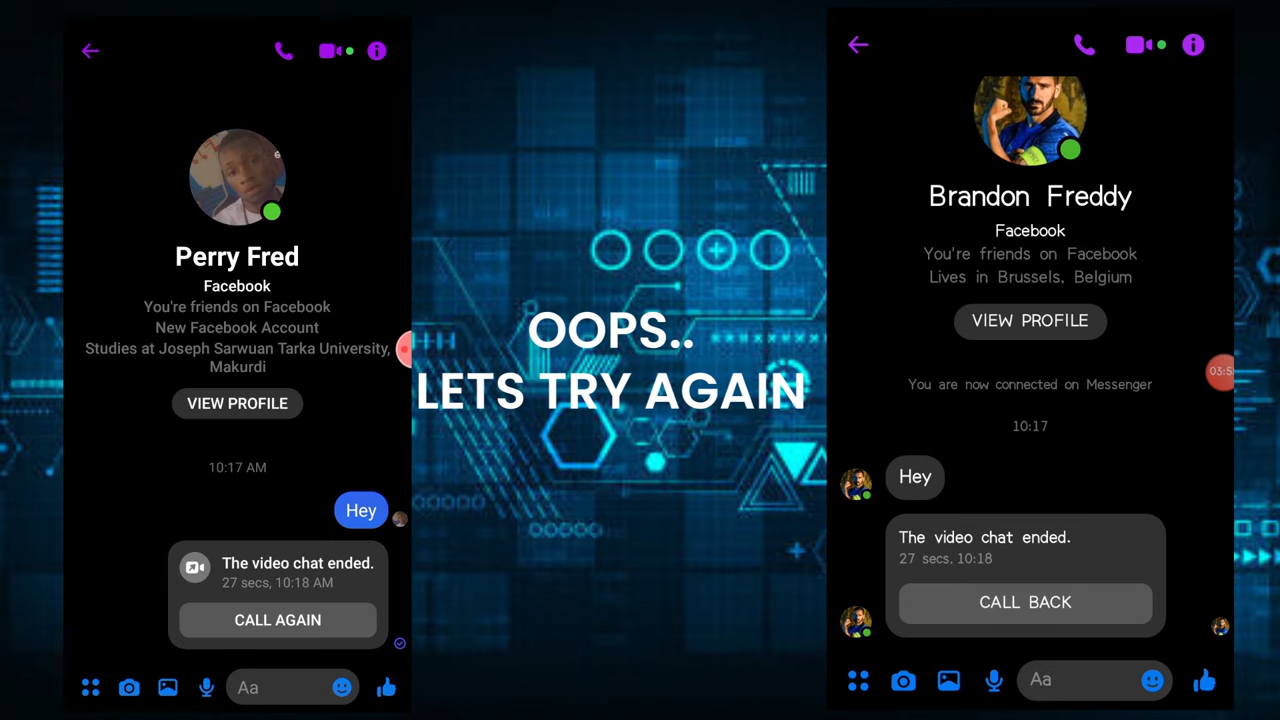 Perry Fred
Facebook
You're friends on Facebook
New Facebook Account
Studies at Joseph Sarwuan Tarka University,
Makurdi
VIEW PROFILE
10:17 AM
Hey
The video chat ended.
27 secs, 10:18 AM
CALL AGAIN
Aa
OOPS..
LETS TRY AGAIN
Brandon Freddy
Facebook
You're friends on Facebook
Lives in Brussels, Belgium
VIEW PROFILE
03:5
You are now connected on Messenger
10:17
Hey
The video chat ended.
27 secs, 10:18
CALL BACK
Aa